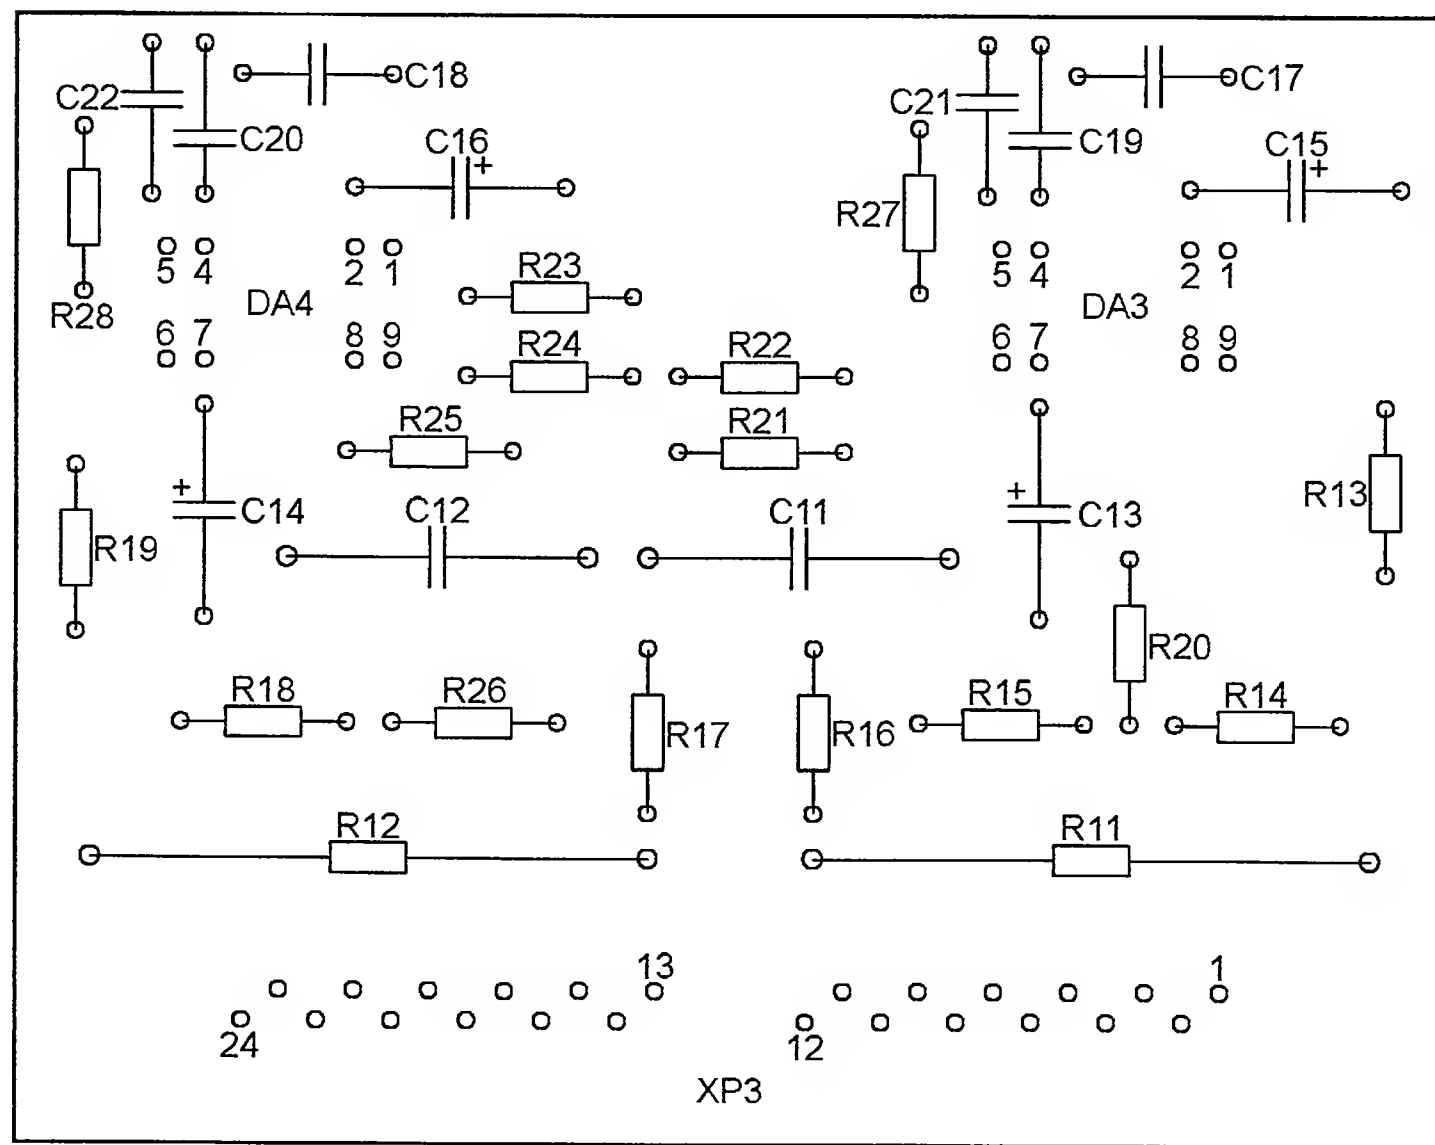 C18
C17
C22
C21
C20
C16
C19
C15
+
+
R27
5 4 2 1
5 4 2 1
R23
R28
DA4
DA3
6 7 8 9
6 7 8 9
R24
R22
R25
R21
+
+
R13
C14
C12
C11
C13
R19
R20
R18
R26
R15
R14
R17
R16
R12
R11
13
1
24
12
XP3